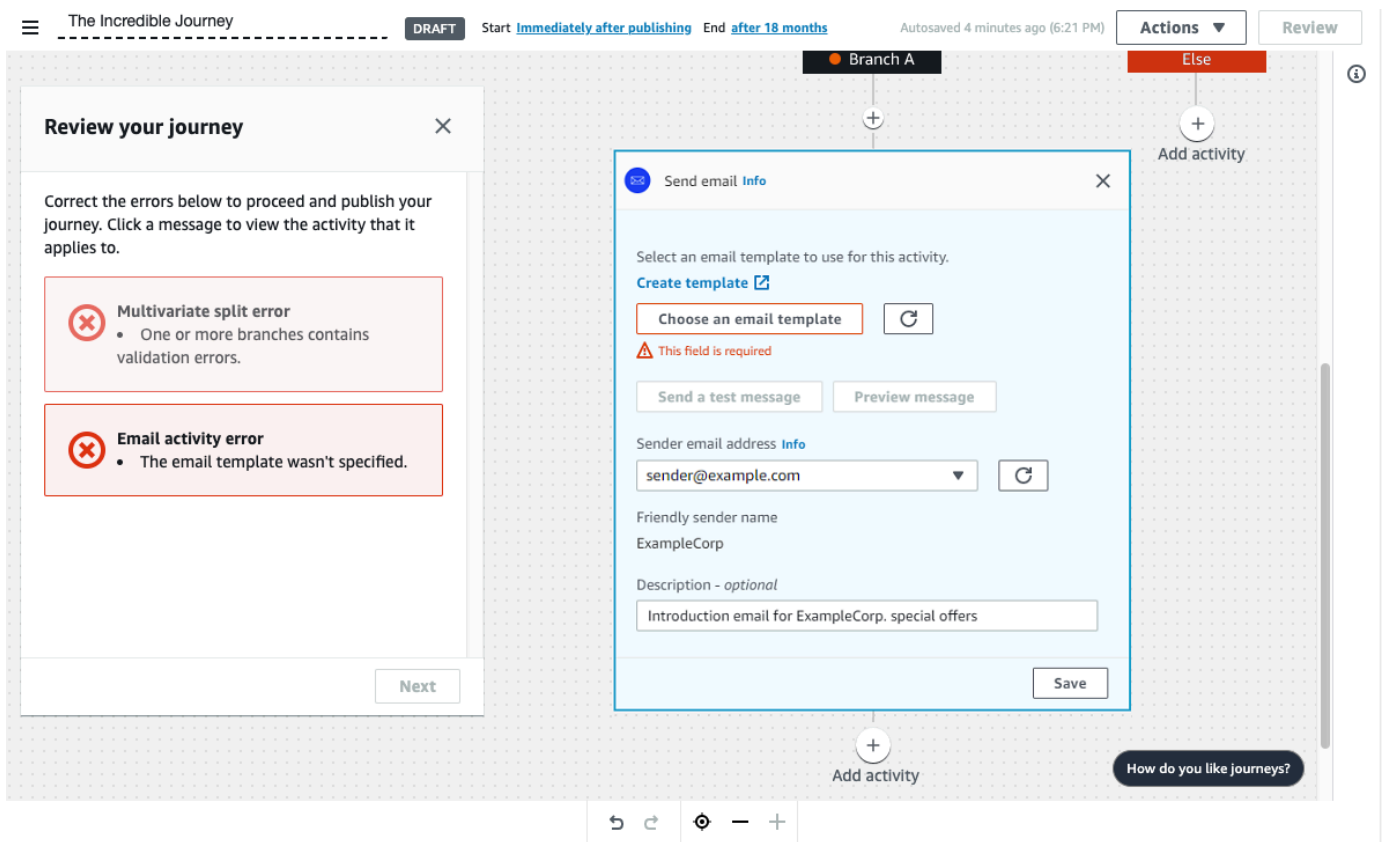 The Incredible Journey
DRAFT
Start Immediately after publishing End after 18 months
Autosaved 4 minutes ago (6:21 PM)
Actions
Review
Branch A
Else
Add activity
Review your journey
Correct the errors below to proceed and publish your
journey. Click a message to view the activity that it
applies to.
Multivariate split error
• One or more branches contains
validation errors.
Email activity error
• The email template wasn't specified.
Next
Send email Info
Select an email template to use for this activity.
Create template
Choose an email template
This field is required
Send a test message
Preview message
Sender email address Info
sender@example.com
Friendly sender name
ExampleCorp
Description - optional
Introduction email for ExampleCorp. special offers
Save
Add activity
How do you like journeys?